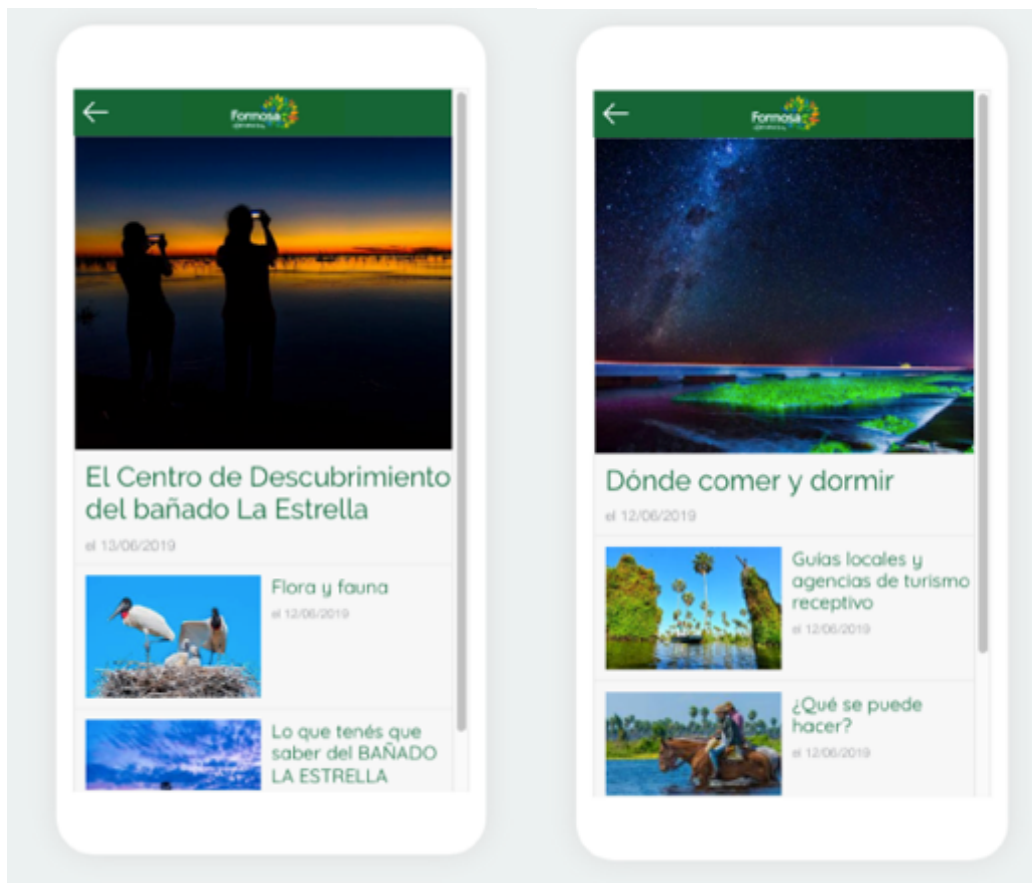 Formosa
El Centro de Descubrimiento
del bañado La Estrella
el 13/06/2019
Flora y fauna
el 12/06/2019
Lo que tenés que
saber del BAÑADO
LA ESTRELLA
Formosa
Dónde comer y dormir
el 12/06/2019
Guías locales y
agencias de turismo
receptivo
el 12/06/2019
¿Qué se puede
hacer?
el 12/06/2019